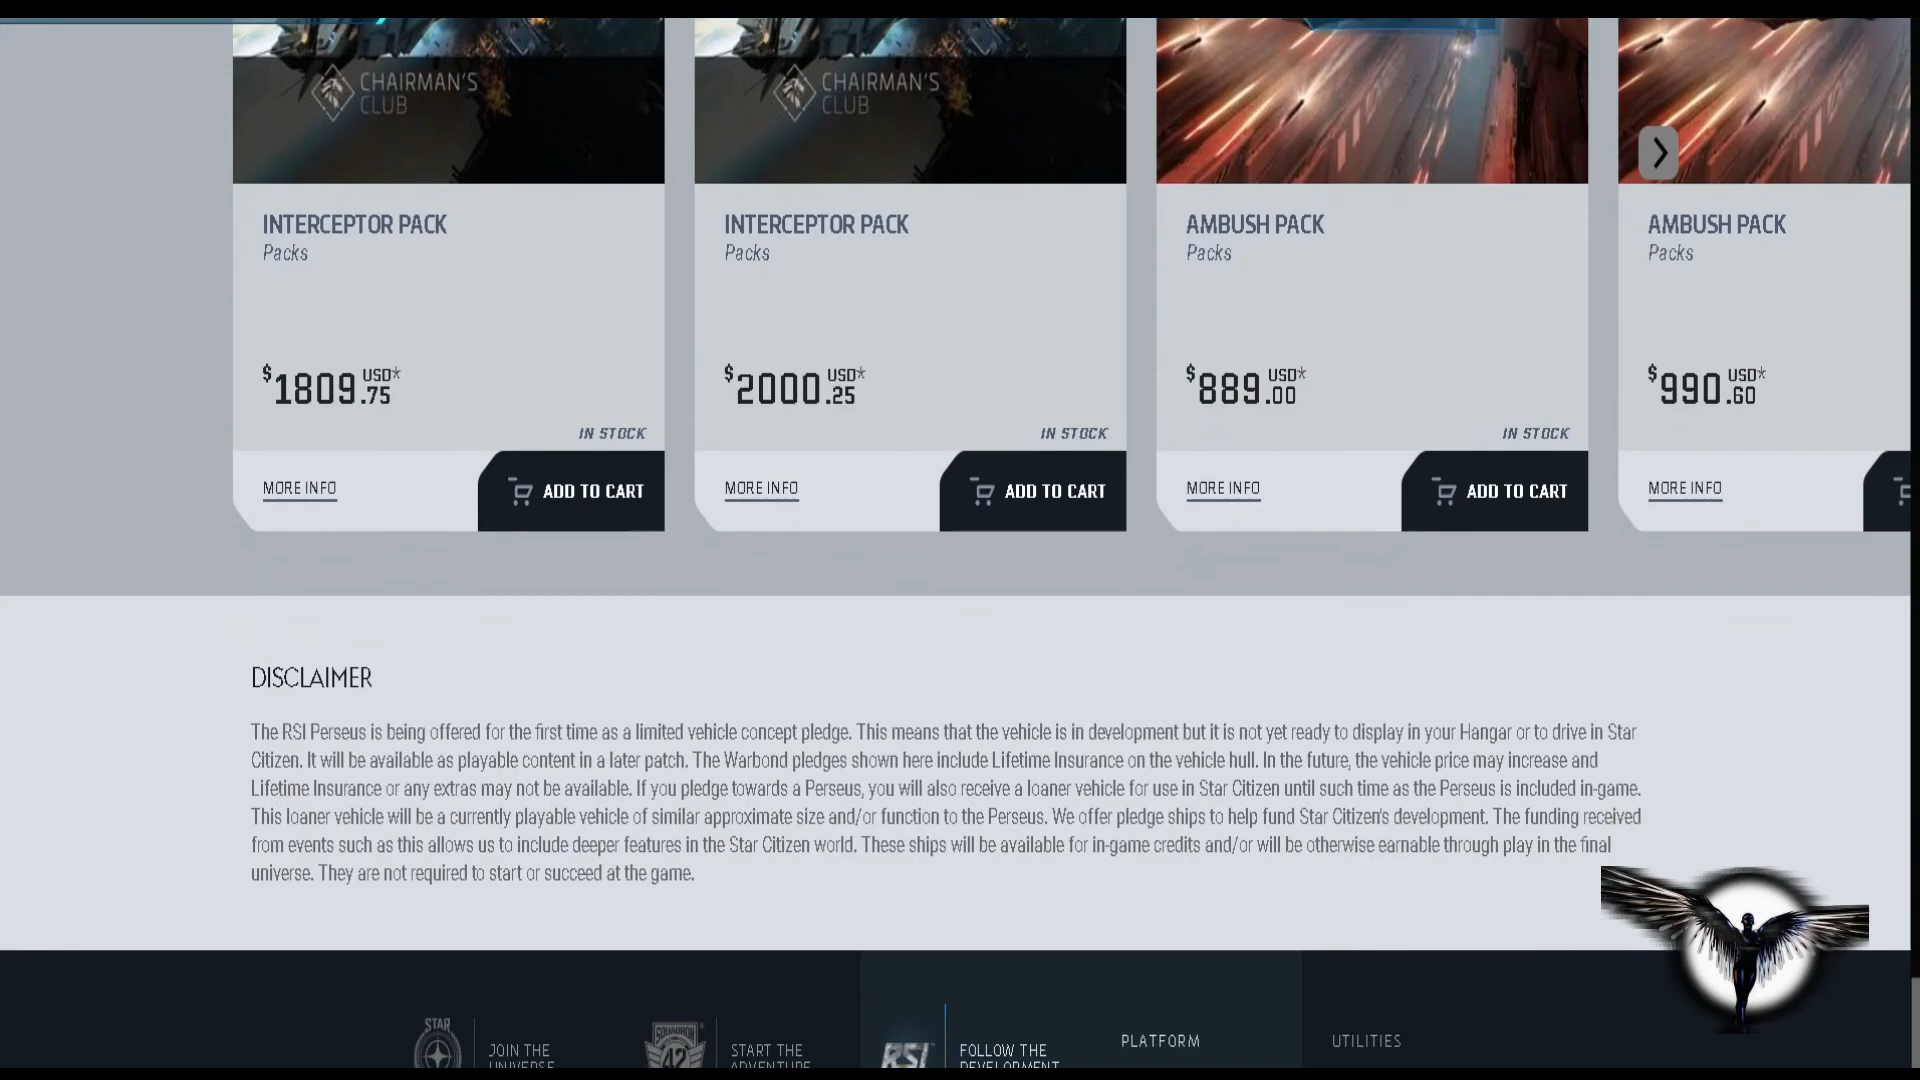 CHAIRMAN'S
CLUB
CHAIRMAN'S
CLUB
INTERCEPTOR PACK
Packs
$1809.75 USD*
IN STOCK
MORE INFO
ADD TO CART
INTERCEPTOR PACK
Packs
$2000.25 USD*
IN STOCK
MORE INFO
ADD TO CART
AMBUSH PACK
Packs
$889.00 USD*
IN STOCK
MORE INFO
ADD TO CART
AMBUSH PACK
Packs
$990.60 USD*
MORE INFO
DISCLAIMER
The RSI Perseus is being offered for the first time as a limited vehicle concept pledge. This means that the vehicle is in development but it is not yet ready to display in your Hangar or to drive in Star
Citizen. It will be available as playable content in a later patch. The Warbond pledges shown here include Lifetime Insurance on the vehicle hull. In the future, the vehicle price may increase and
Lifetime Insurance or any extras may not be available. If you pledge towards a Perseus, you will also receive a loaner vehicle for use in Star Citizen until such time as the Perseus is included in-game.
This loaner vehicle will be a currently playable vehicle of similar approximate size and/or function to the Perseus. We offer pledge ships to help fund Star Citizen's development. The funding received
from events such as this allows us to include deeper features in the Star Citizen world. These ships will be available for in-game credits and/or will be otherwise earnable through play in the final
universe. They are not required to start or succeed at the game.
STAR
JOIN THE
UNIVERSE
SQUADRON
42
START THE
ADVENTURE
RSI
FOLLOW THE
DEVELOPMENT
PLATFORM
UTILITIES